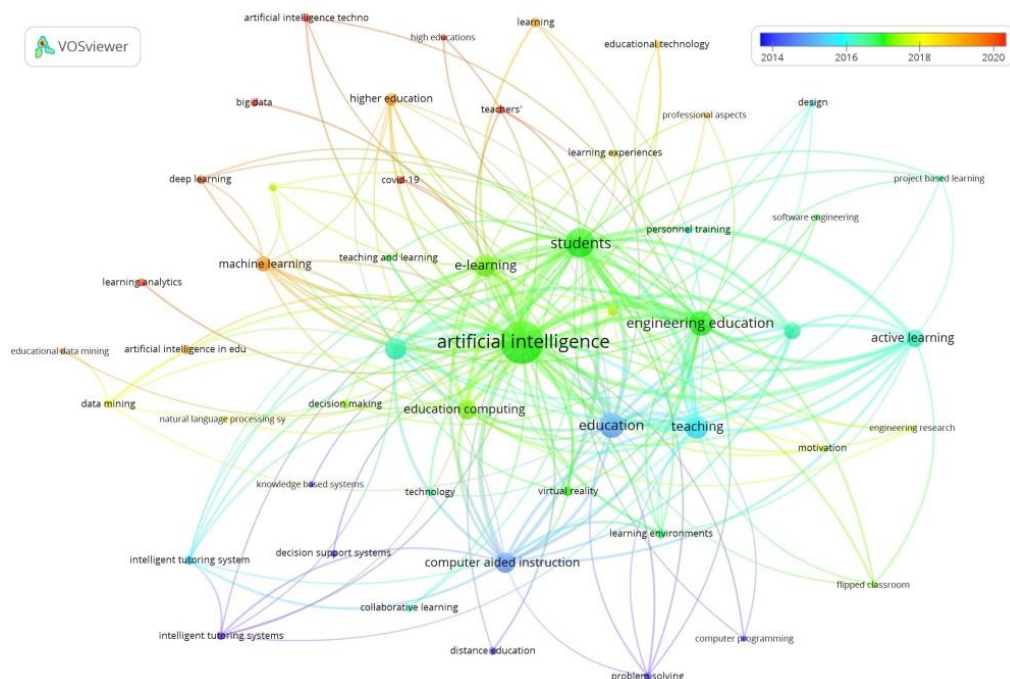 VOSviewer
artificial intelligence techno
learning
high educations
educational technology
2014
2016
2018
2020
big data
higher education
teachers'
professional aspects
design
learning experiences
deep learning
covid-19
project based learning
software engineering
personnel training
students
teaching and learning
e-learning
machine learning
learning analytics
engineering education
artificial intelligence
active learning
educational data mining
artificial intelligence in edu
data mining
natural language processing sy
decision making
education computing
education
teaching
engineering research
motivation
knowledge based systems
technology
virtual reality
learning environments
intelligent tutoring system
decision support systems
computer aided instruction
flipped classroom
collaborative learning
intelligent tutoring systems
distance education
computer programming
problem solving